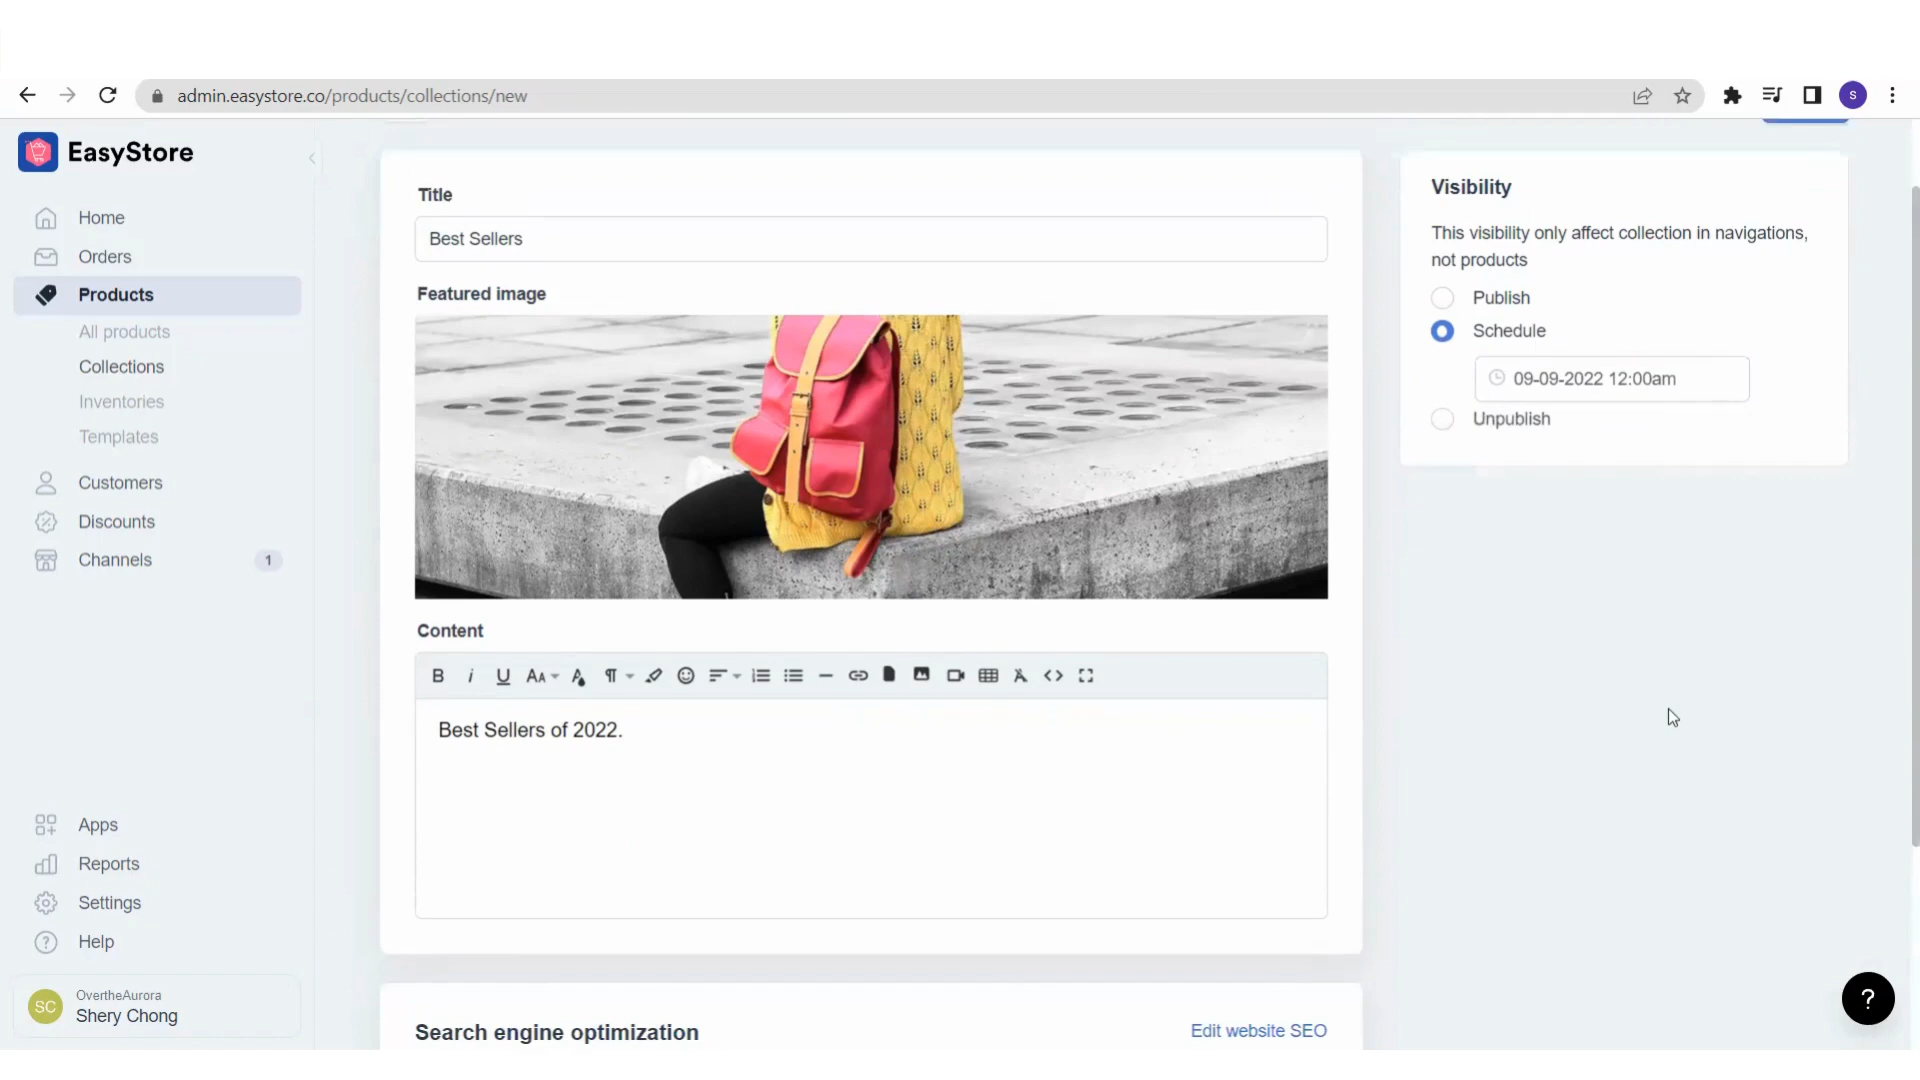 admin.easystore.co/products/collections/new
S
EasyStore
Home
Orders
Products
All products
Collections
Inventories
Templates
Customers
Discounts
Channels
1
Apps
Reports
Settings
Help
SC
OvertheAurora
Shery Chong
Title
Best Sellers
Featured image
Content
B i U AA
Best Sellers of 2022.
Search engine optimization
Edit website SEO
Visibility
This visibility only affect collection in navigations,
not products
Publish
Schedule
09-09-2022 12:00am
Unpublish
?